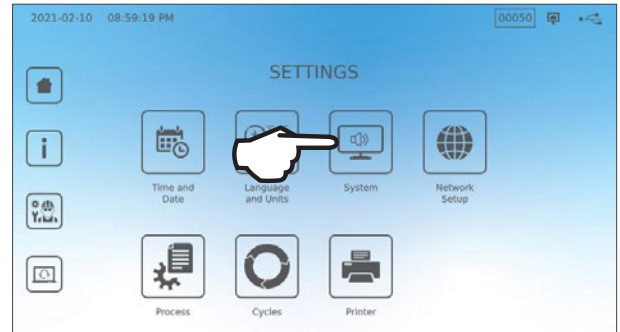 2021-02-10 08:59:19 PM 00050
SETTINGS
Time and
Date
Language
and Units
System
Network
Setup
Process
Cycles
Printer